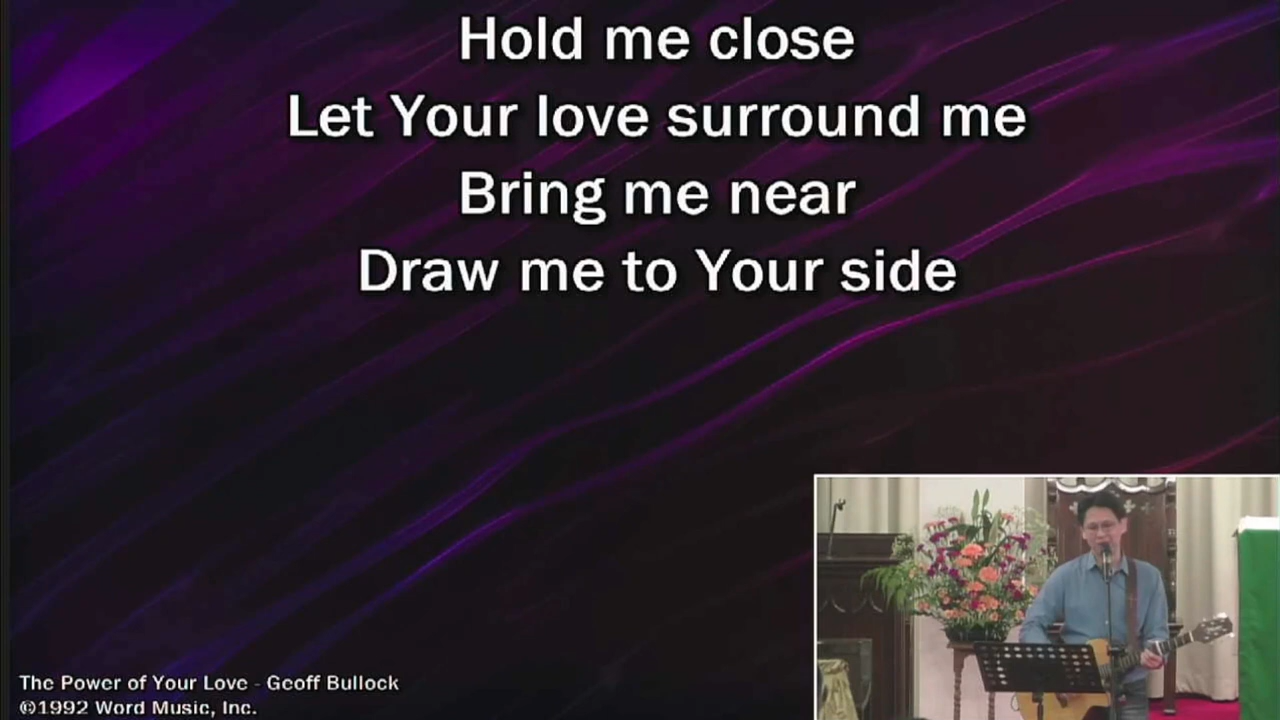 Hold me close
Let Your love surround me
Bring me near
Draw me to Your side
The Power of Your Love - Geoff Bullock
©1992 Word Music, Inc.